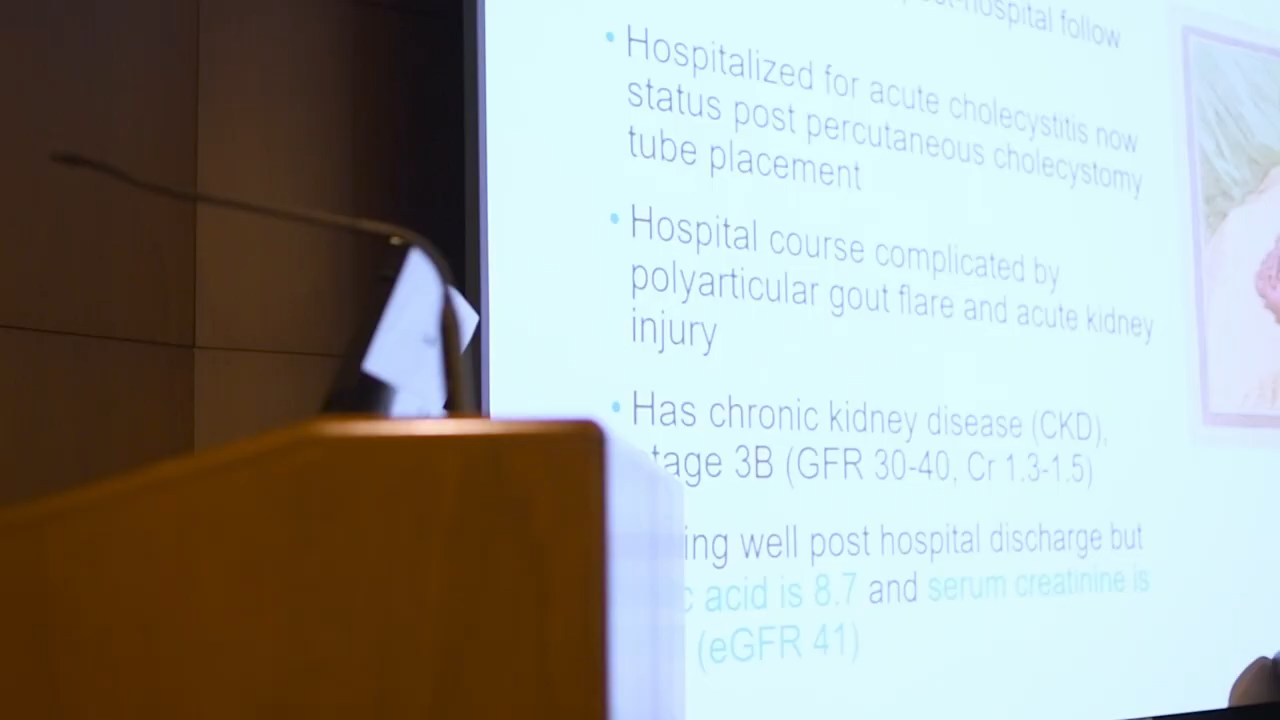 hospital follow
• Hospitalized for acute cholecystitis now
status post percutaneous cholecystomy
tube placement
• Hospital course complicated by
polyarticular gout flare and acute kidney
injury
• Has chronic kidney disease (CKD),
tage 3B (GFR 30-40, Cr 1.3-1.5)
ing well post hospital discharge but
c acid is 8.7 and serum creatinine is
(eGFR 41)